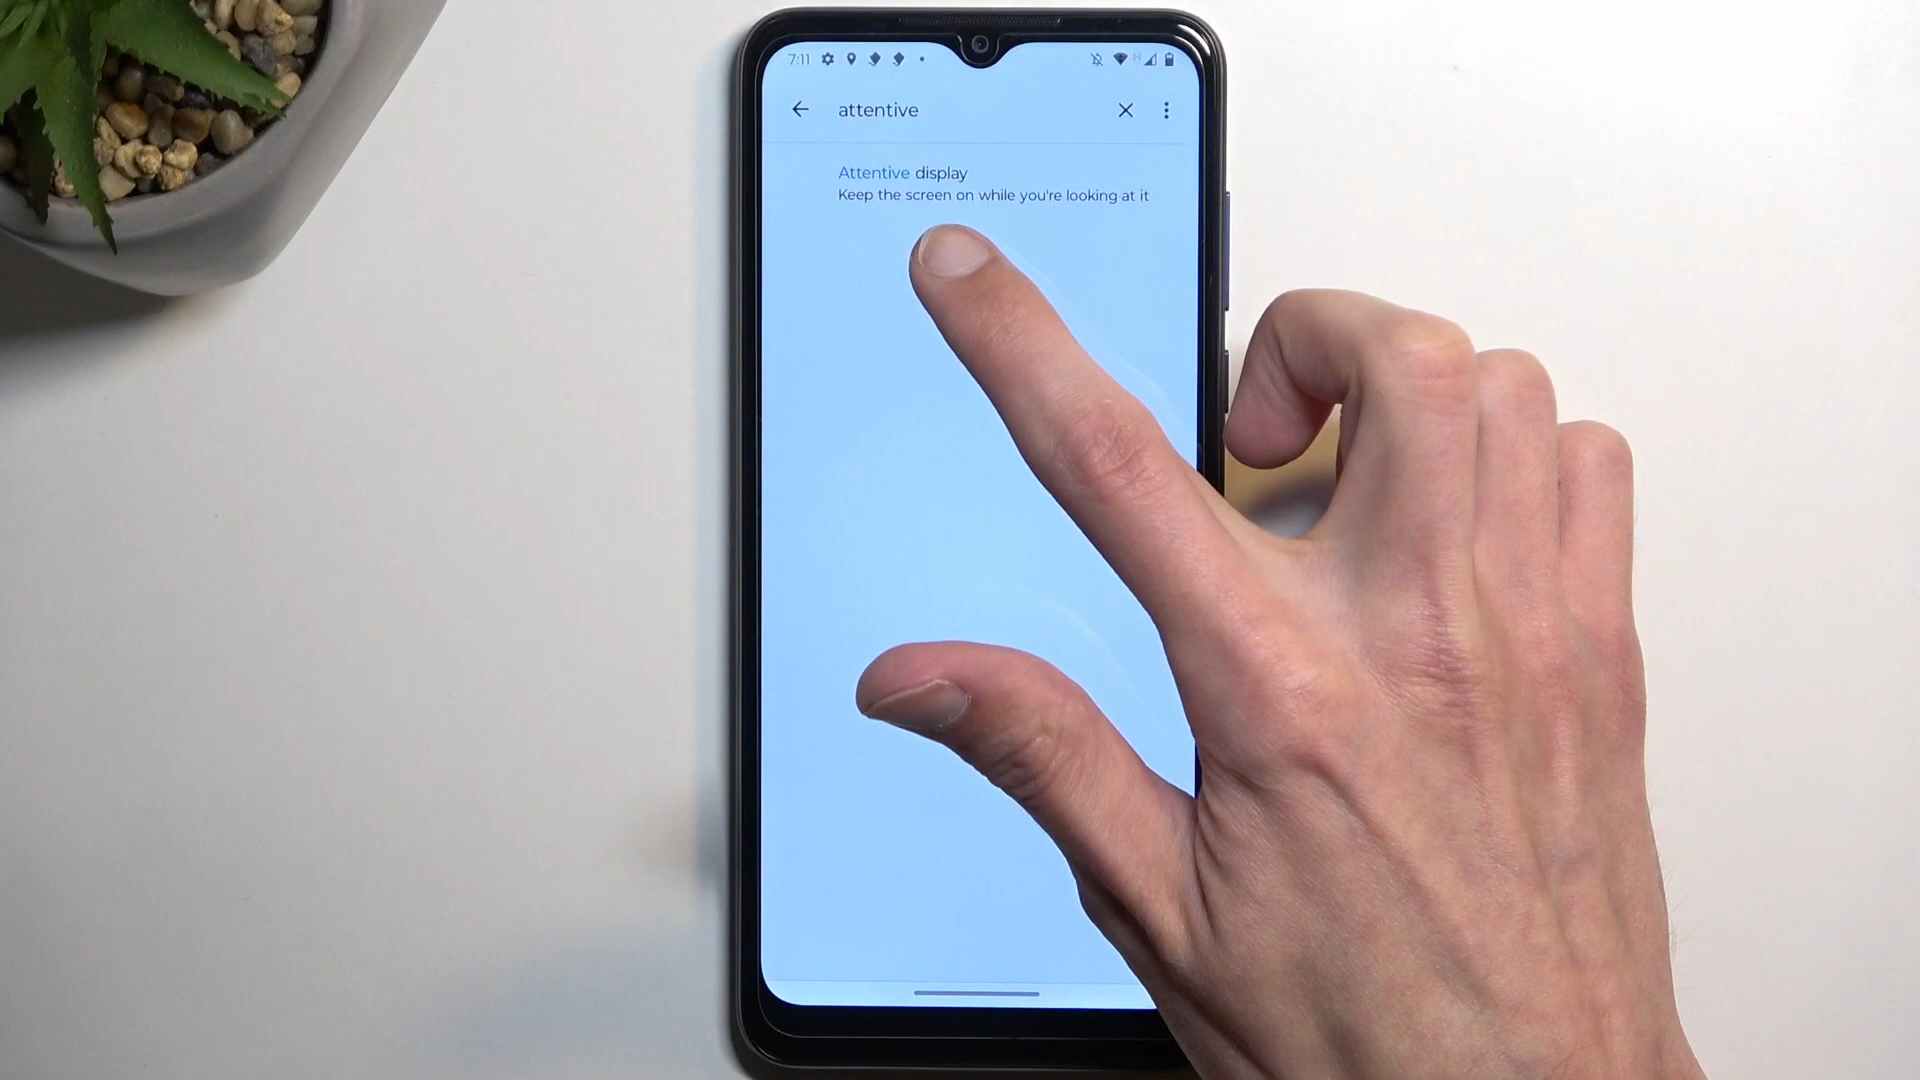 7:11 H
attentive
Attentive display
Keep the screen on while you're looking at it